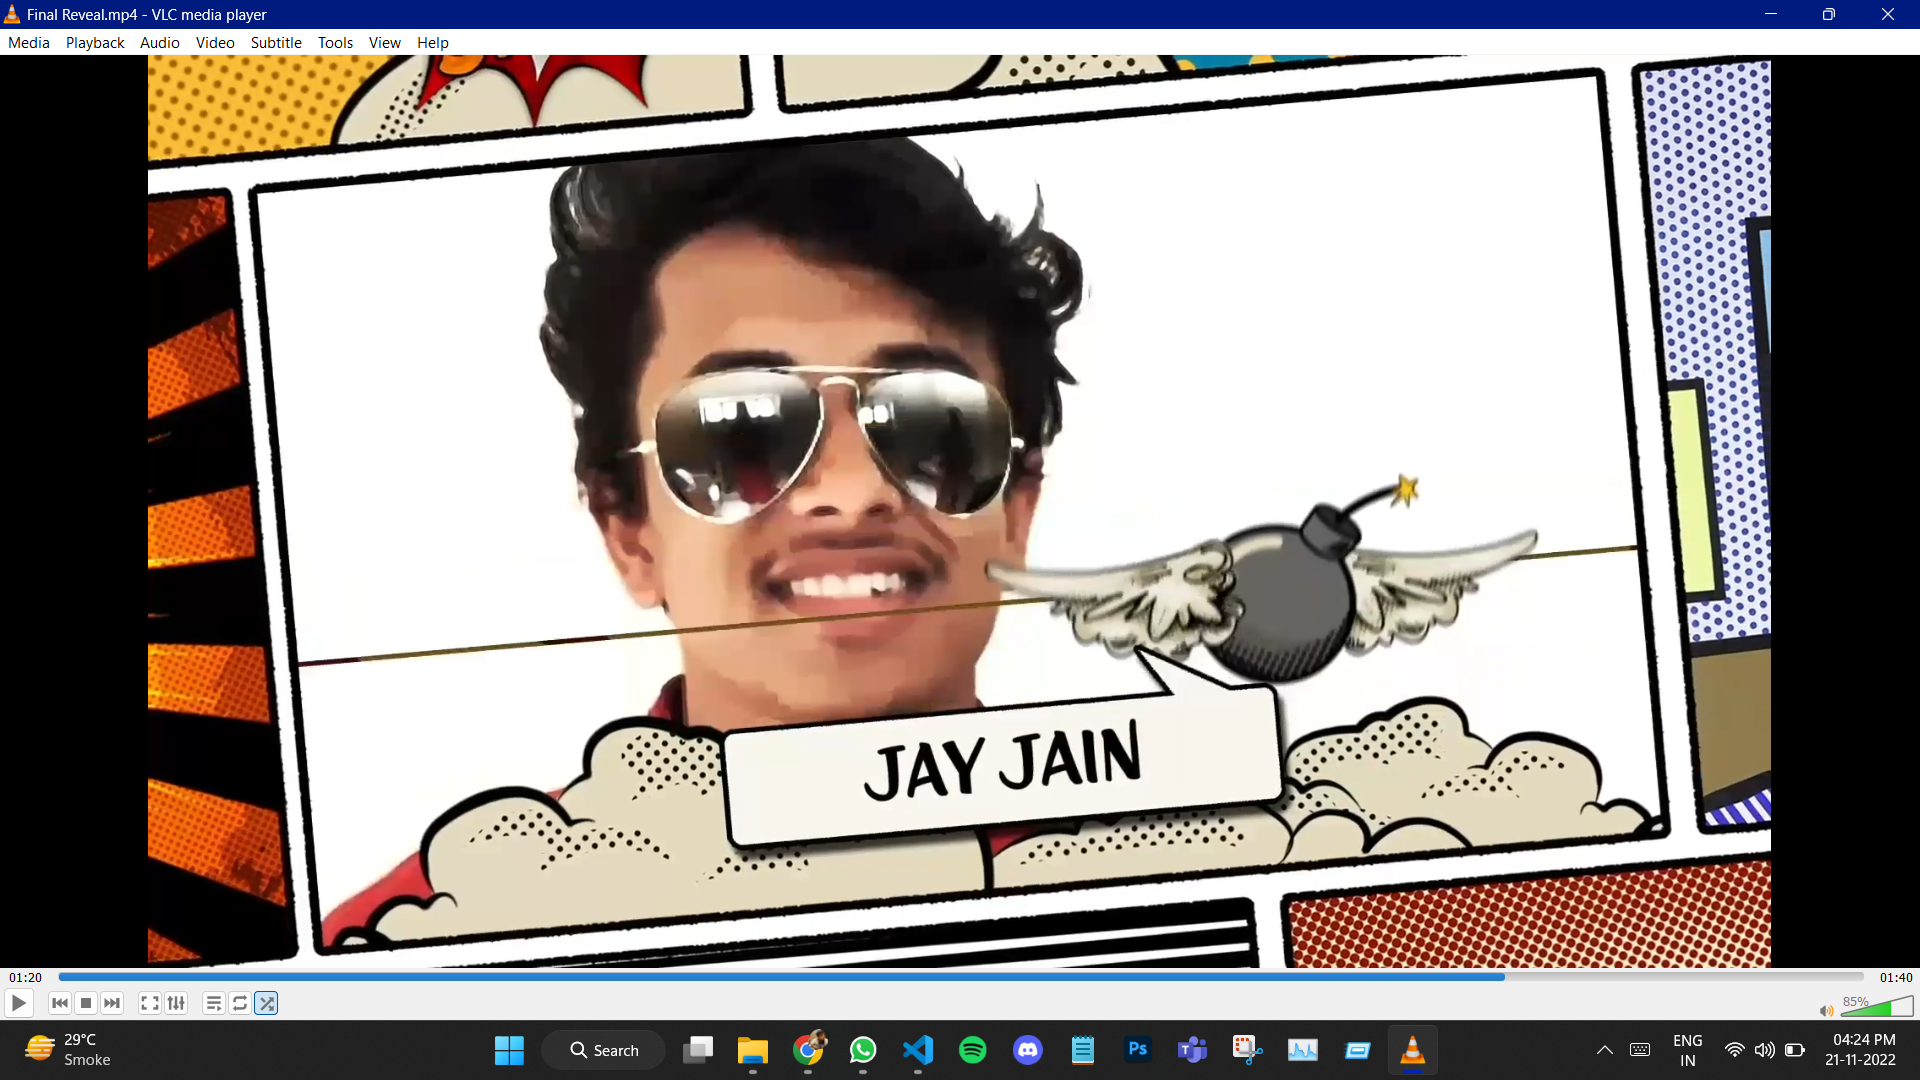 Final Reveal.mp4 - VLC media player
Media Playback Audio Video Subtitle Tools View Help
JAY JAIN
01:20
01:40
85%
29°C
Smoke
Search
Ps
ENG
IN
04:24 PM
21-11-2022